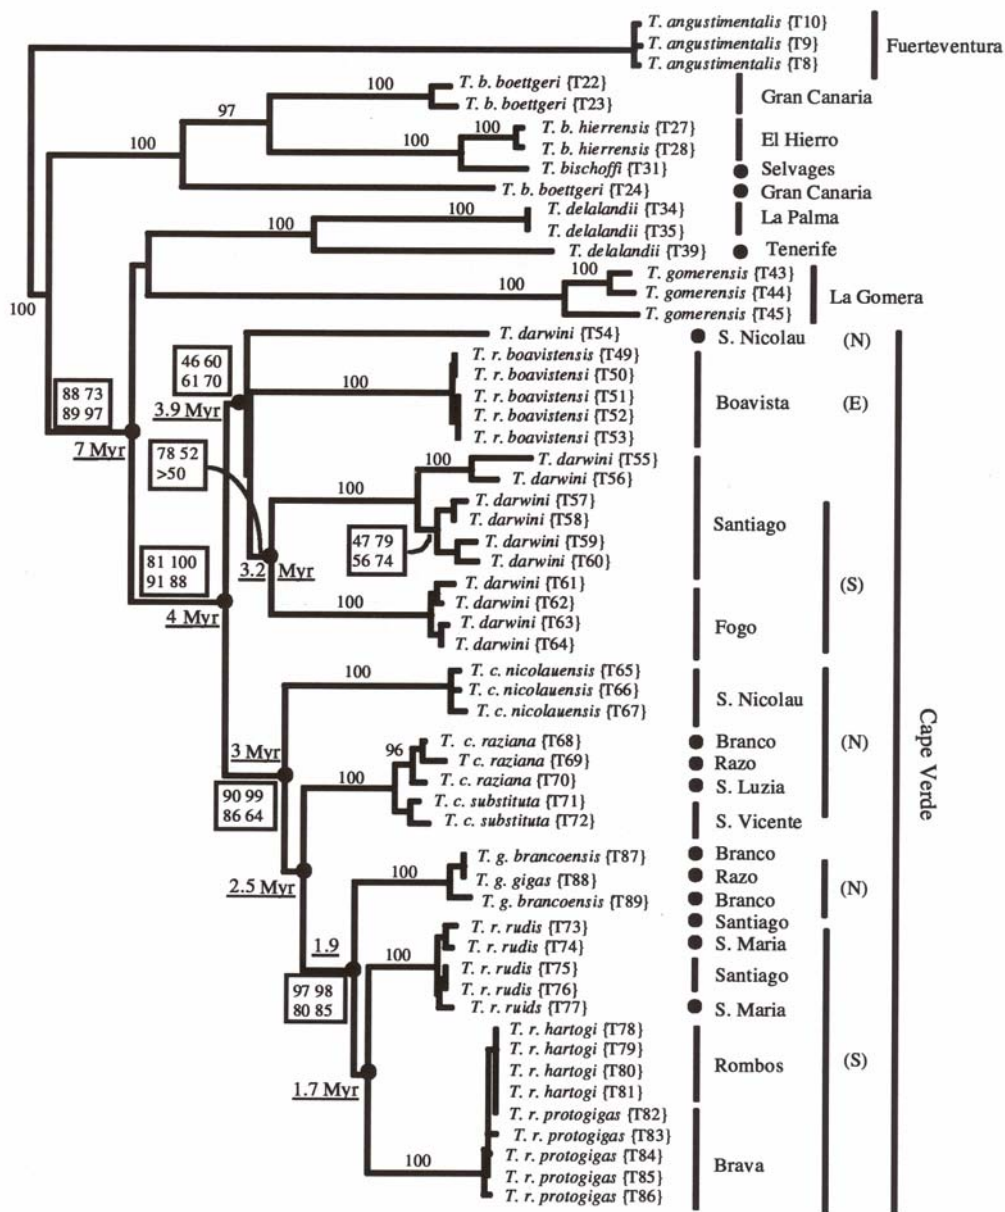 T. angustimentalis {T10}
T. angustimentalis {T9}
T. angustimentalis {T8}
Fuerteventura
100
T. b. boettgeri {T22}
T. b. boettgeri {T23}
Gran Canaria
97
100
T. b. hierrensis {T27}
T. b. hierrensis {T28}
El Hierro
100
100
T. bischoffi {T31}
Selvages
T. b. boettgeri {T24}
Gran Canaria
100
T. delalandii {T34}
T. delalandii {T35}
La Palma
100
T. delalandii {T39}
Tenerife
100
T. gomerensis {T43}
T. gomerensis {T44}
T. gomerensis {T45}
La Gomera
100
100
T. darwini {T54}
S. Nicolau
(N)
46 60
61 70
3.9 Myr
T. r. boavistensis {T49}
T. r. boavistensi {T50}
T. r. boavistensi {T51}
T. r. boavistensi {T52}
T. r. boavistensi {T53}
Boavista
(E)
100
88 73
89 97
7 Myr
78 52
>50
100
T. darwini {T55}
T. darwini {T56}
T. darwini {T57}
T. darwini {T58}
T. darwini {T59}
T. darwini {T60}
Santiago
100
47 79
56 74
3.2 Myr
81 100
91 88
4 Myr
(S)
T. darwini {T61}
T. darwini {T62}
T. darwini {T63}
T. darwini {T64}
Fogo
100
T. c. nicolauensis {T65}
T. c. nicolauensis {T66}
T. c. nicolauensis {T67}
S. Nicolau
100
3 Myr
90 99
86 64
T. c. raziana {T68}
Branco
T c. raziana {T69}
Razo
T. c. raziana {T70}
S. Luzia
T. c. substituta {T71}
T. c. substituta {T72}
S. Vicente
(N)
96
100
Cape Verde
2.5 Myr
T. g. brancoensis {T87}
Branco
T. g. gigas {T88}
Razo
T. g. brancoensis {T89}
Branco
(N)
100
1.9
97 98
80 85
T. r. rudis {T73}
Santiago
T. r. rudis {T74}
S. Maria
T. r. rudis {T75}
T. r. rudis {T76}
Santiago
T. r. ruids {T77}
S. Maria
100
T. r. hartogi {T78}
T. r. hartogi {T79}
T. r. hartogi {T80}
T. r. hartogi {T81}
Rombos
(S)
1.7 Myr
T. r. protogigas {T82}
T. r. protogigas {T83}
T. r. protogigas {T84}
T. r. protogigas {T85}
T. r. protogigas {T86}
Brava
100